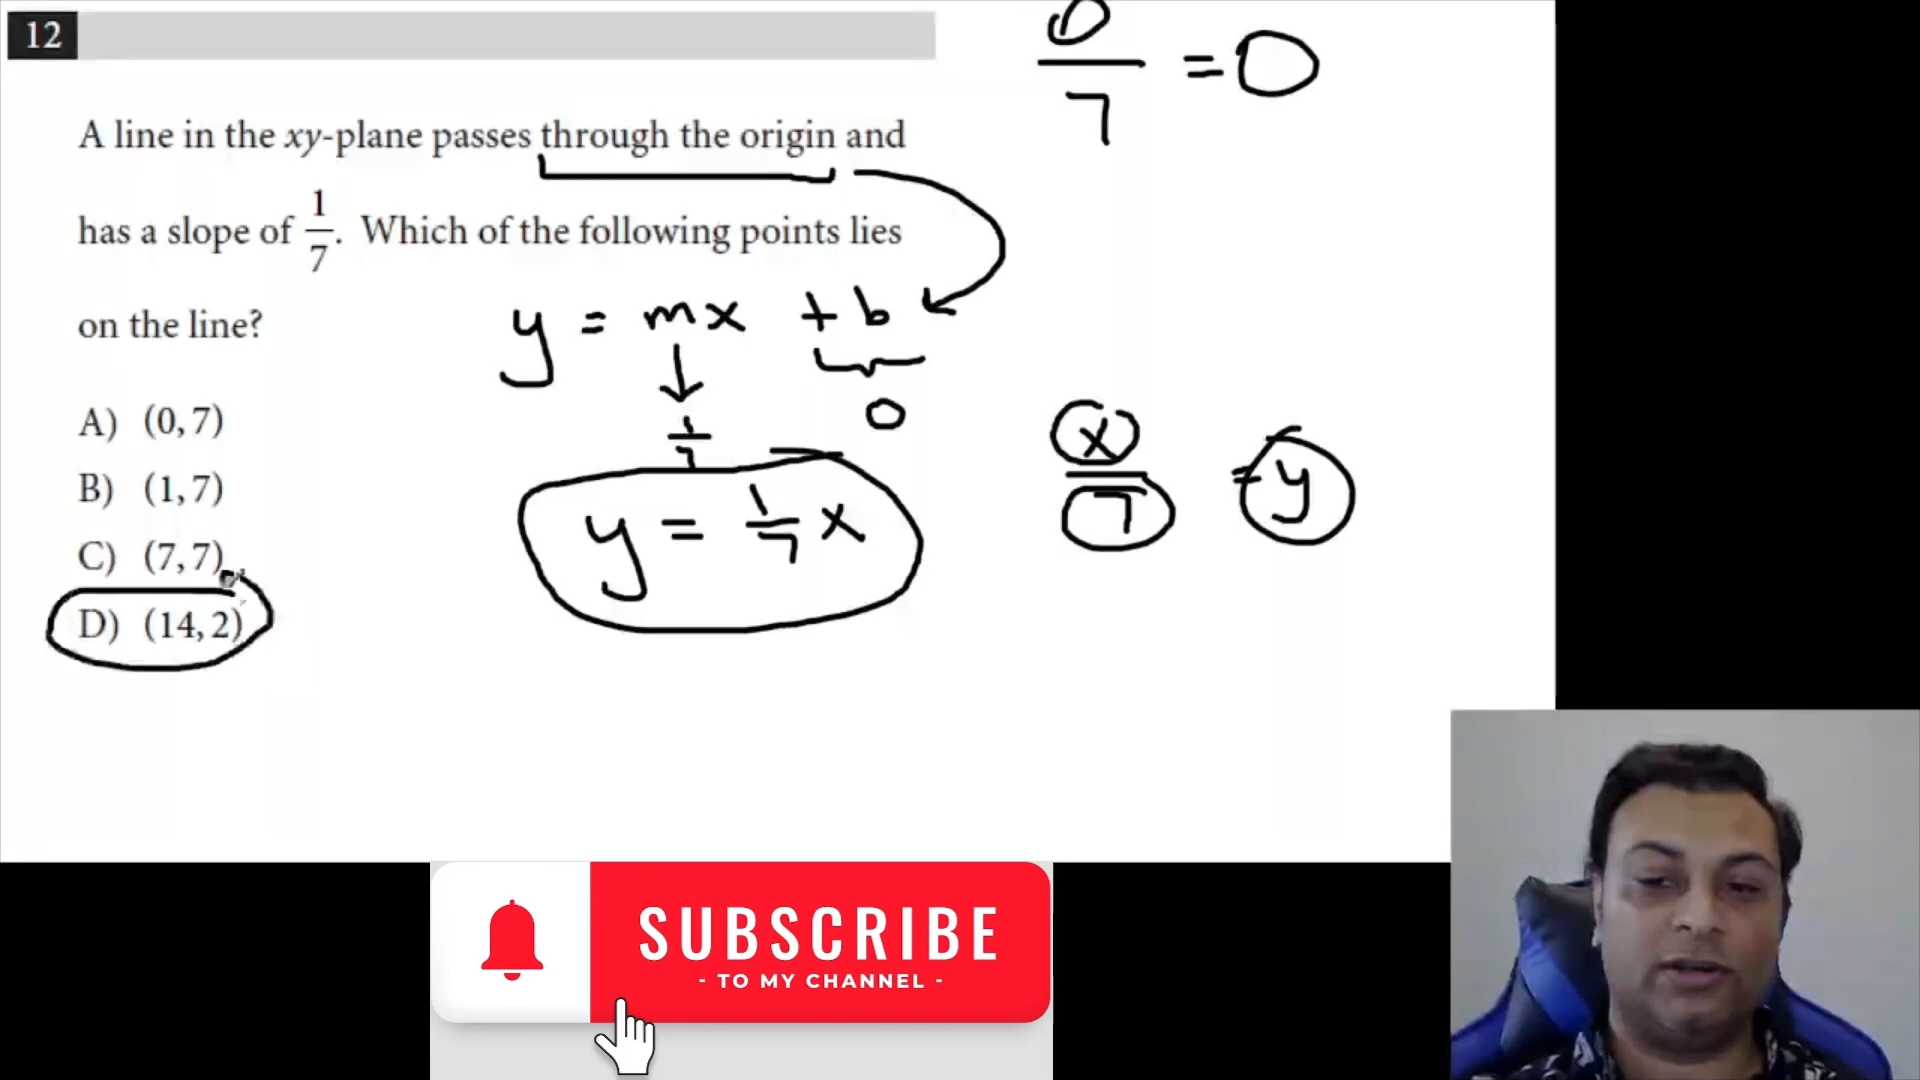 12
A line in the xy-plane passes through the origin and
has a slope of 1/7. Which of the following points lies
on the line?
A) (0, 7)
B) (1, 7)
C) (7, 7)
D) (14, 2)
y = mx + b
1/7
0
y = 1/7 x
0/7 = 0
x/7 = y
SUBSCRIBE
- TO MY CHANNEL -